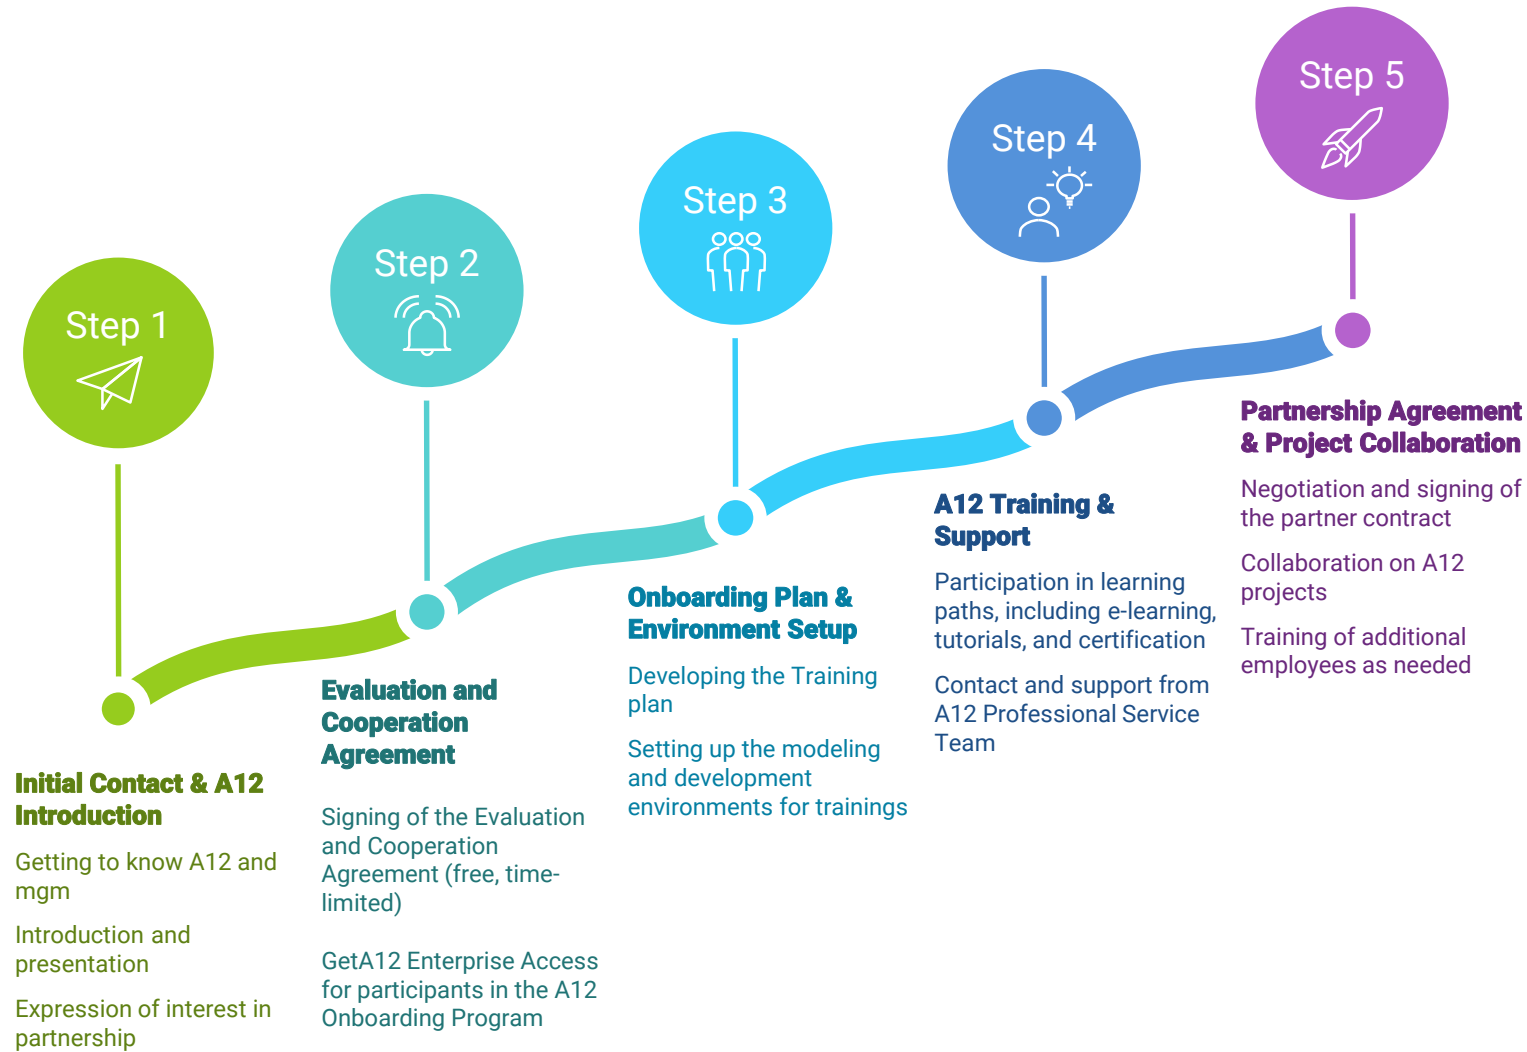 Step 1
Initial Contact & A12
Introduction
Getting to know A12 and
mgm
Introduction and
presentation
Expression of interest in
partnership
Step 2
Evaluation and
Cooperation
Agreement
Signing of the Evaluation
and Cooperation
Agreement (free, time-
limited)
GetA12 Enterprise Access
for participants in the A12
Onboarding Program
Step 3
Onboarding Plan &
Environment Setup
Developing the Training
plan
Setting up the modeling
and development
environments for trainings
Step 4
A12 Training &
Support
Participation in learning
paths, including e-learning,
tutorials, and certification
Contact and support from
A12 Professional Service
Team
Step 5
Partnership Agreement
& Project Collaboration
Negotiation and signing of
the partner contract
Collaboration on A12
projects
Training of additional
employees as needed